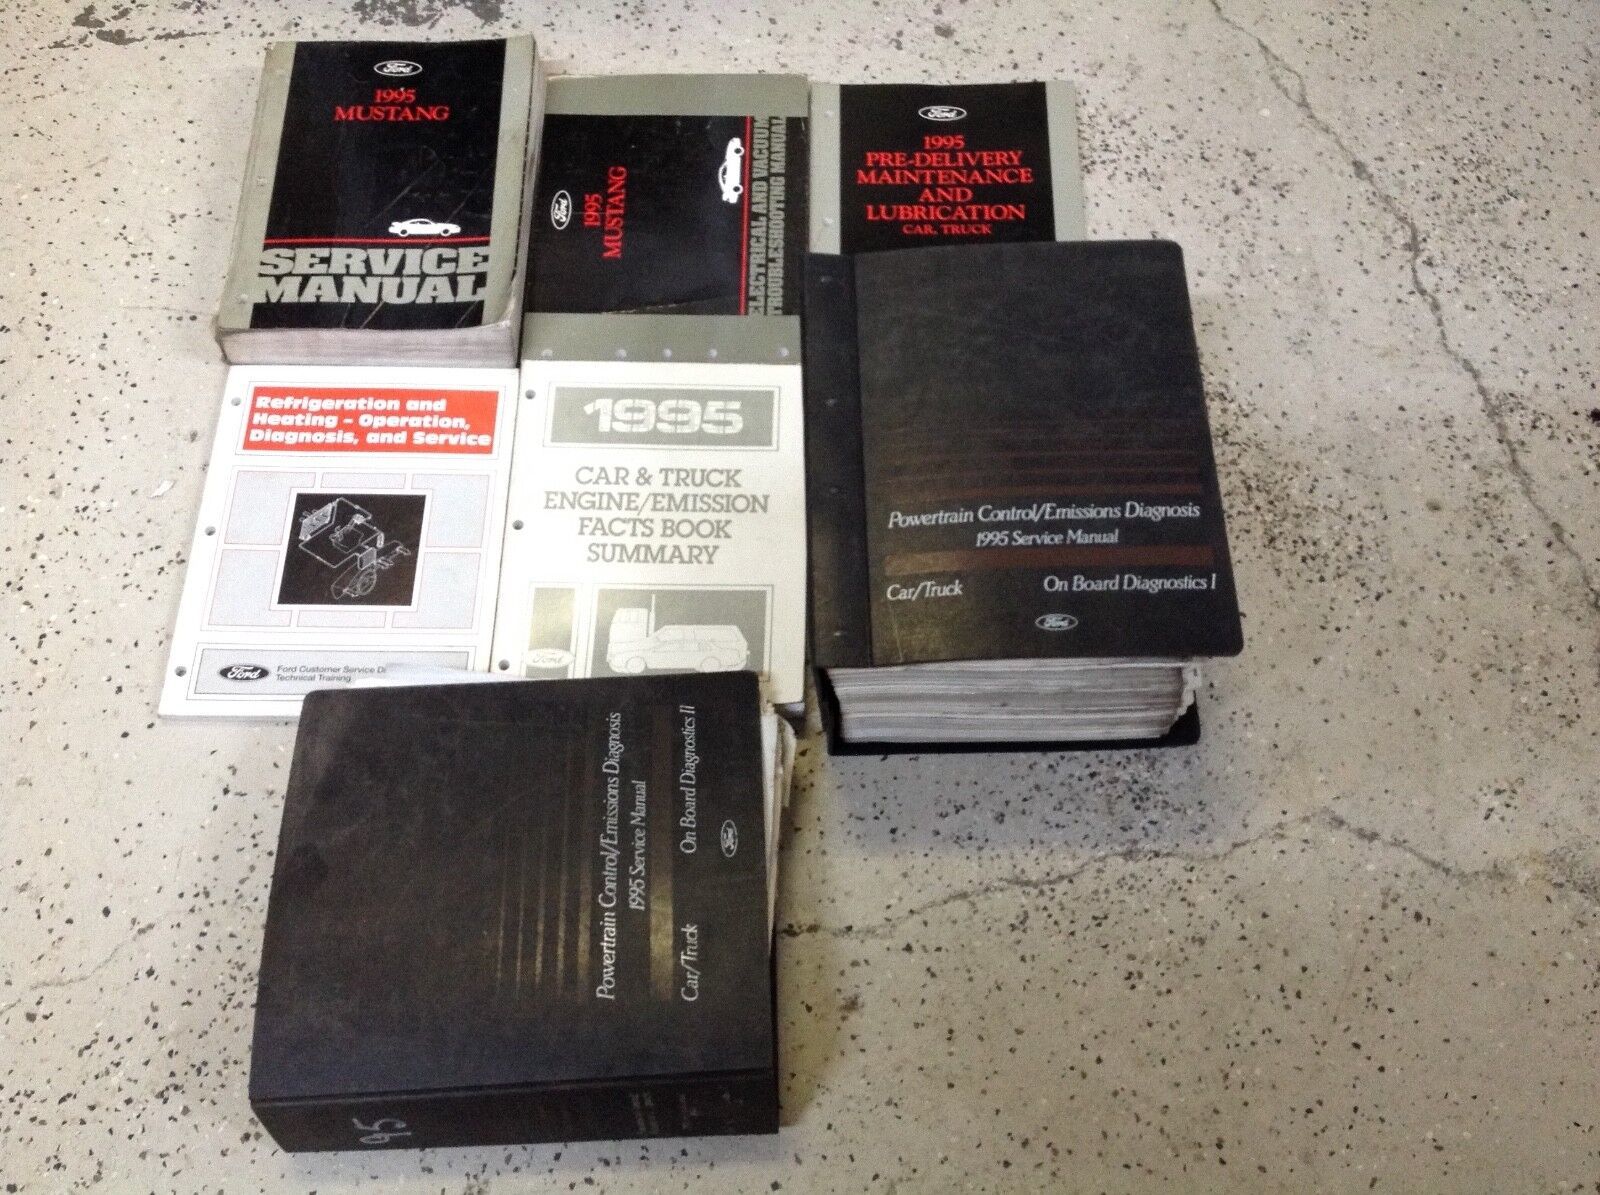 Ford
1995
MUSTANG
SERVICE
MANUAL
Ford
1995
MUSTANG
ELECTRICAL AND VACUUM
TROUBLESHOOTING MANUAL
Ford
1995
PRE-DELIVERY
MAINTENANCE
AND
LUBRICATION
CAR, TRUCK
Refrigeration and
Heating - Operation,
Diagnosis, and Service
Ford
Ford Customer Service
Technical Training
1995
CAR & TRUCK
ENGINE/EMISSION
FACTS BOOK
SUMMARY
Ford
Powertrain Control/Emissions Diagnosis
1995 Service Manual
Car/Truck
On Board Diagnostics I
Ford
Powertrain Control/Emissions Diagnosis
1995 Service Manual
Car/Truck
On Board Diagnostics II
Ford
95